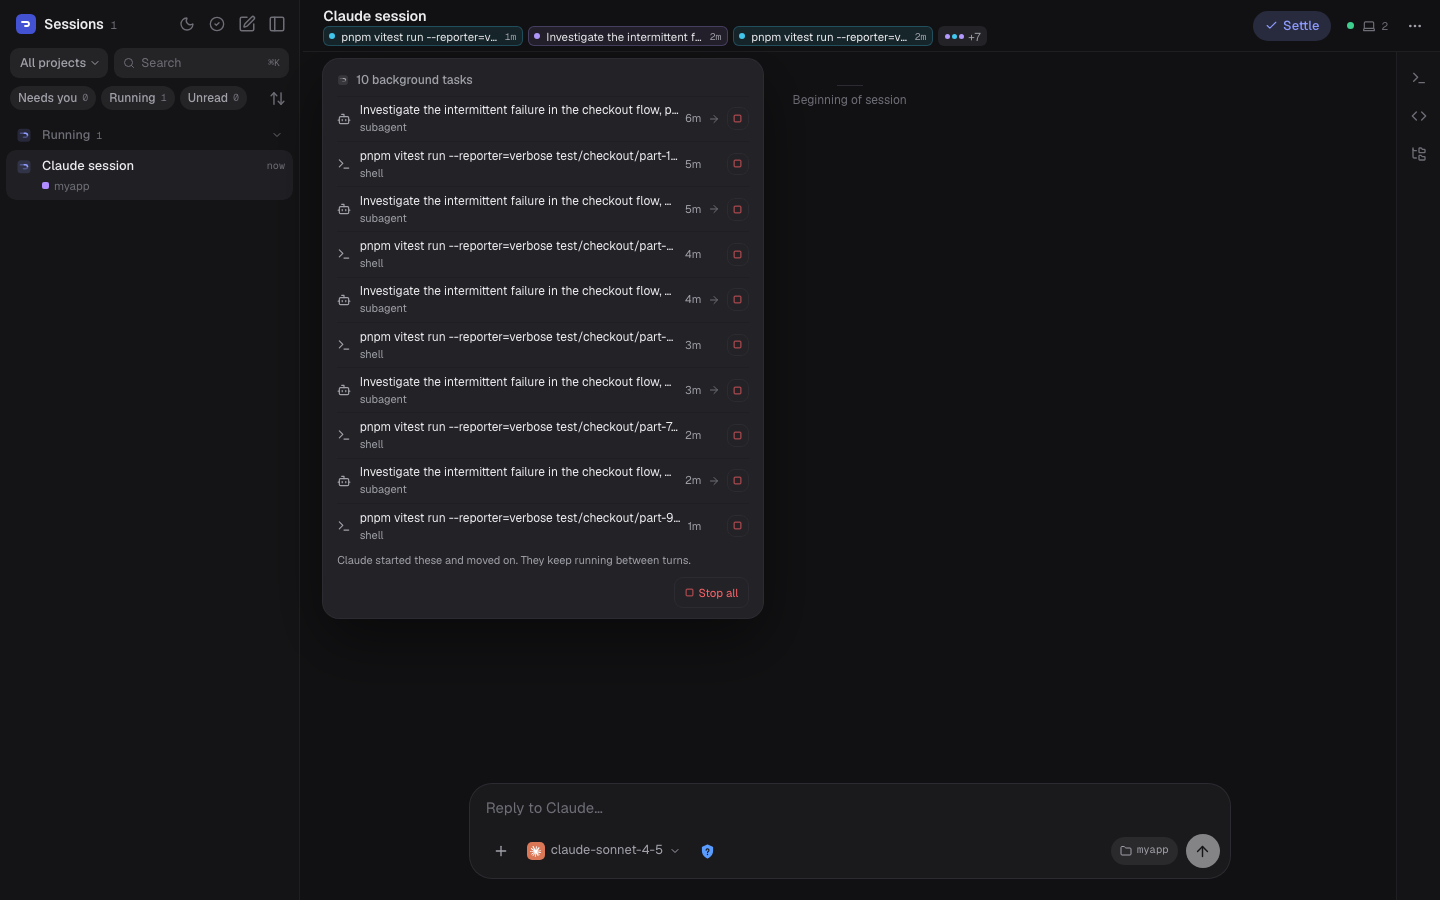 Sessions 1
All projects
Search ⌘K
Needs you 0
Running 1
Unread 0
Running 1
Claude session now
myapp
Claude session
pnpm vitest run --reporter=v... 1m
Investigate the intermittent f... 2m
pnpm vitest run --reporter=v... 2m
+7
Settle
2
10 background tasks
Investigate the intermittent failure in the checkout flow, p... 6m
subagent
pnpm vitest run --reporter=verbose test/checkout/part-1... 5m
shell
Investigate the intermittent failure in the checkout flow, ... 5m
subagent
pnpm vitest run --reporter=verbose test/checkout/part-... 4m
shell
Investigate the intermittent failure in the checkout flow, ... 4m
subagent
pnpm vitest run --reporter=verbose test/checkout/part-... 3m
shell
Investigate the intermittent failure in the checkout flow, ... 3m
subagent
pnpm vitest run --reporter=verbose test/checkout/part-7... 2m
shell
Investigate the intermittent failure in the checkout flow, ... 2m
subagent
pnpm vitest run --reporter=verbose test/checkout/part-9... 1m
shell
Claude started these and moved on. They keep running between turns.
Stop all
Beginning of session
Reply to Claude...
claude-sonnet-4-5
myapp